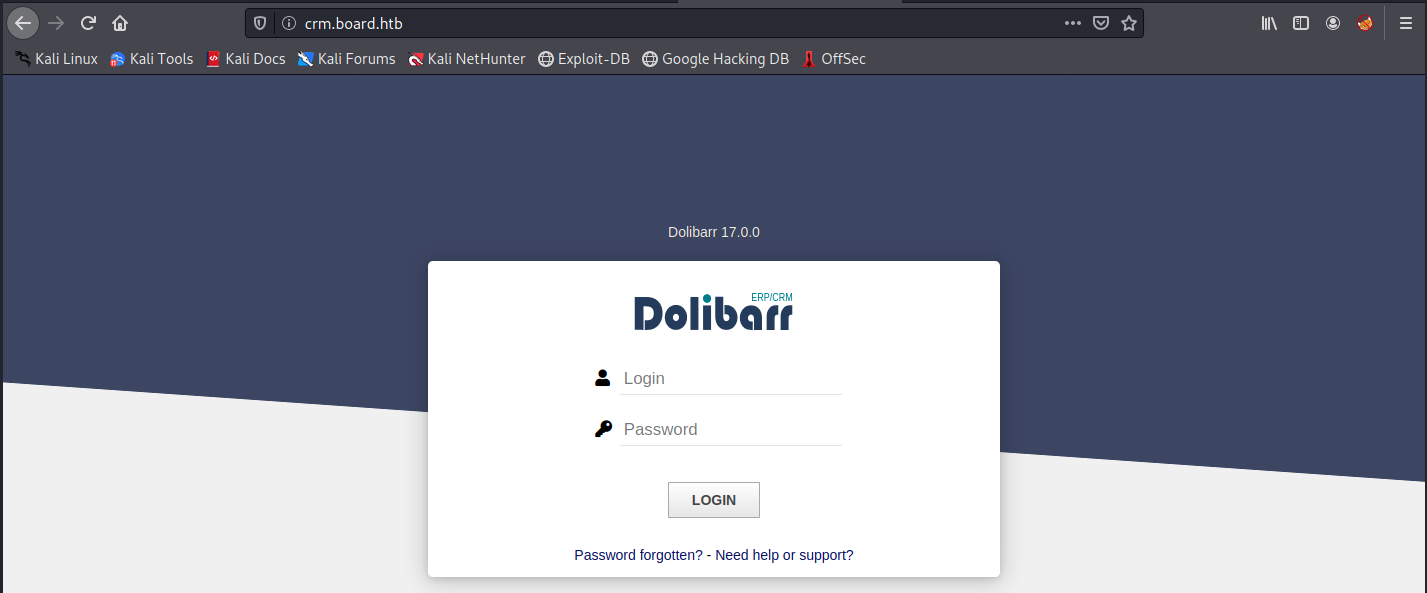 crm.board.htb
Kali Linux Kali Tools Kali Docs Kali Forums Kali NetHunter Exploit-DB Google Hacking DB OffSec
Dolibarr 17.0.0
ERP/CRM
Dolibarr
Login
Password
LOGIN
Password forgotten? - Need help or support?